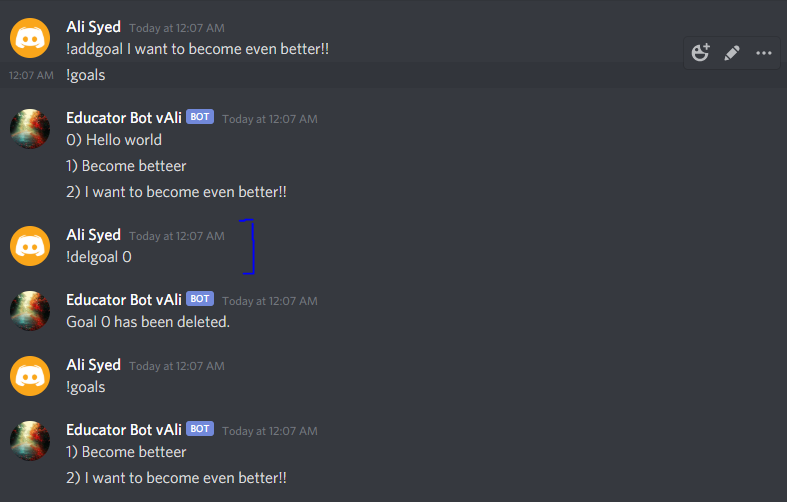 Ali Syed Today at 12:07 AM
!addgoal I want to become even better!!
12:07 AM !goals
Educator Bot vAli BOT Today at 12:07 AM
0) Hello world
1) Become betteer
2) I want to become even better!!
Ali Syed Today at 12:07 AM
!delgoal 0
Educator Bot vAli BOT Today at 12:07 AM
Goal 0 has been deleted.
Ali Syed Today at 12:07 AM
!goals
Educator Bot vAli BOT Today at 12:07 AM
1) Become betteer
2) I want to become even better!!